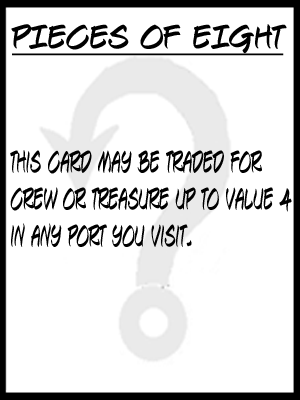 PIECES OF EIGHT
THIS CARD MAY BE TRADED FOR
CREW OR TREASURE UP TO VALUE 4
IN ANY PORT YOU VISIT.